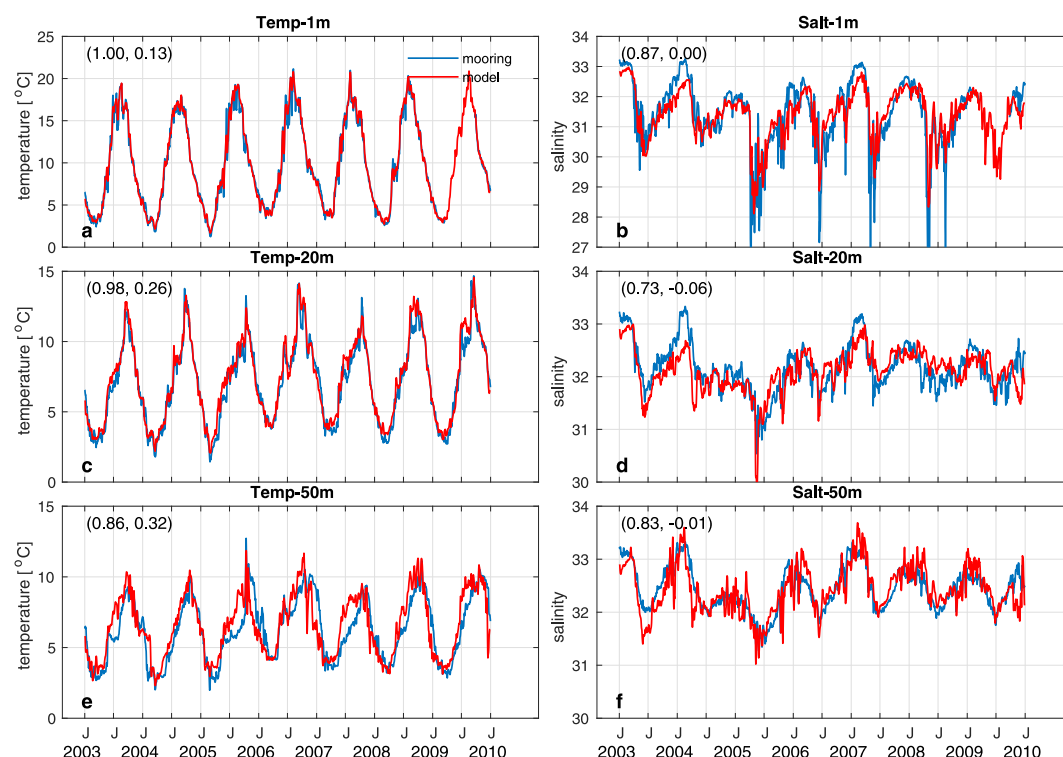 Temp-1m
(1.00, 0.13)
mooring
model
temperature [ °C]
25
20
15
10
5
0
a
Salt-1m
(0.87, 0.00)
salinity
34
33
32
31
30
29
28
27
b
Temp-20m
(0.98, 0.26)
temperature [ °C]
15
10
5
0
c
Salt-20m
(0.73, -0.06)
salinity
34
33
32
31
30
d
Temp-50m
(0.86, 0.32)
temperature [ °C]
15
10
5
0
e
J J J J J J J J J J J J J J J
2003 2004 2005 2006 2007 2008 2009 2010
Salt-50m
(0.83, -0.01)
salinity
34
33
32
31
30
f
J J J J J J J J J J J J J J J
2003 2004 2005 2006 2007 2008 2009 2010